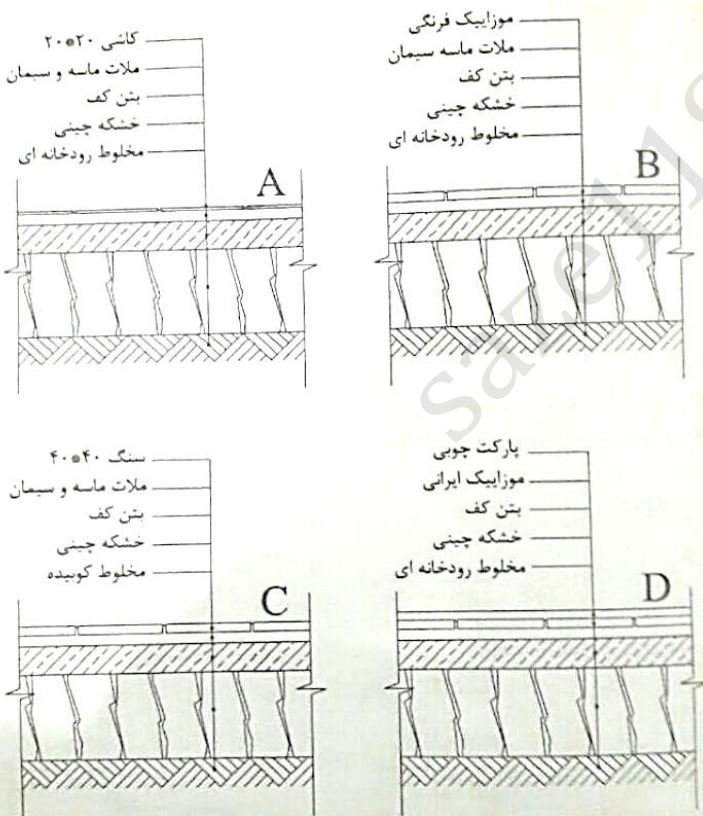 کاشی ۲۰*۲۰
ملات ماسه و سیمان
بتن کف
خشکه چینی
مخلوط رودخانه ای
A
موزاییک فرنگی
ملات ماسه سیمان
بتن کف
خشکه چینی
مخلوط رودخانه ای
B
سنگ ۴۰*۴۰
ملات ماسه و سیمان
بتن کف
خشکه چینی
مخلوط کوبیده
C
پارکت چوبی
موزاییک ایرانی
بتن کف
خشکه چینی
مخلوط رودخانه ای
D